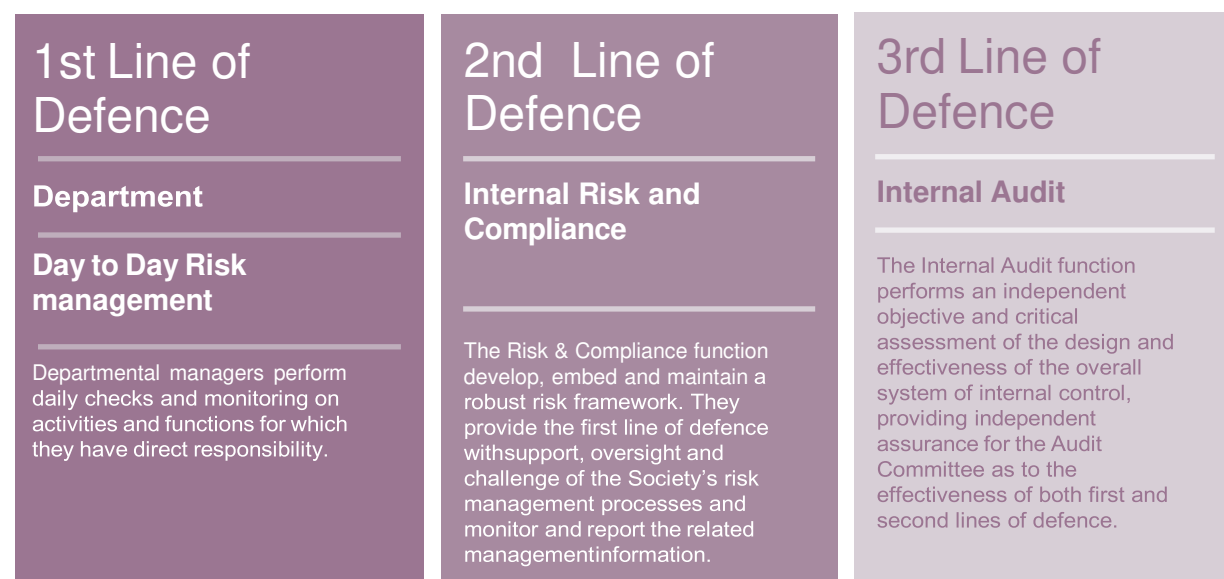 1st Line of
Defence
Department
Day to Day Risk
management
Departmental managers perform
daily checks and monitoring on
activities and functions for which
they have direct responsibility.
2nd Line of
Defence
Internal Risk and
Compliance
The Risk & Compliance function
develop, embed and maintain a
robust risk framework. They
provide the first line of defence
withsupport, oversight and
challenge of the Society's risk
management processes and
monitor and report the related
managementinformation.
3rd Line of
Defence
Internal Audit
The Internal Audit function
performs an independent
objective and critical
assessment of the design and
effectiveness of the overall
system of internal control,
providing independent
assurance for the Audit
Committee as to the
effectiveness of both first and
second lines of defence.